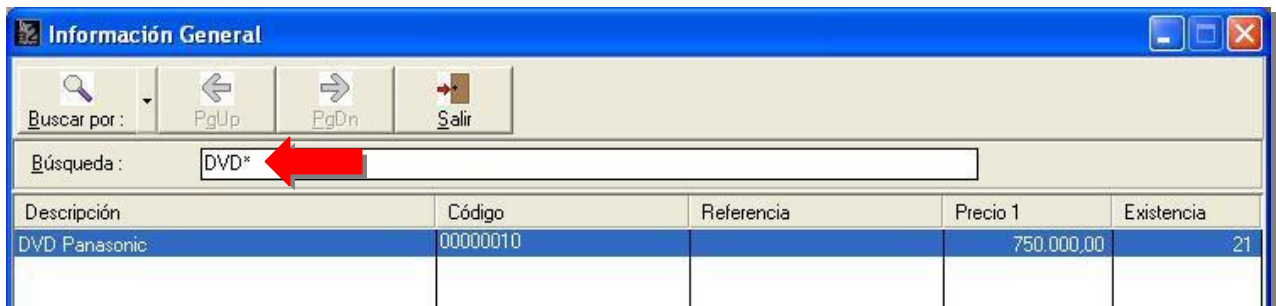 Información General
Buscar por : PgUp PgDn Salir
Búsqueda : DVD*
Descripción Código Referencia Precio 1 Existencia
DVD Panasonic 00000010 750.000,00 21